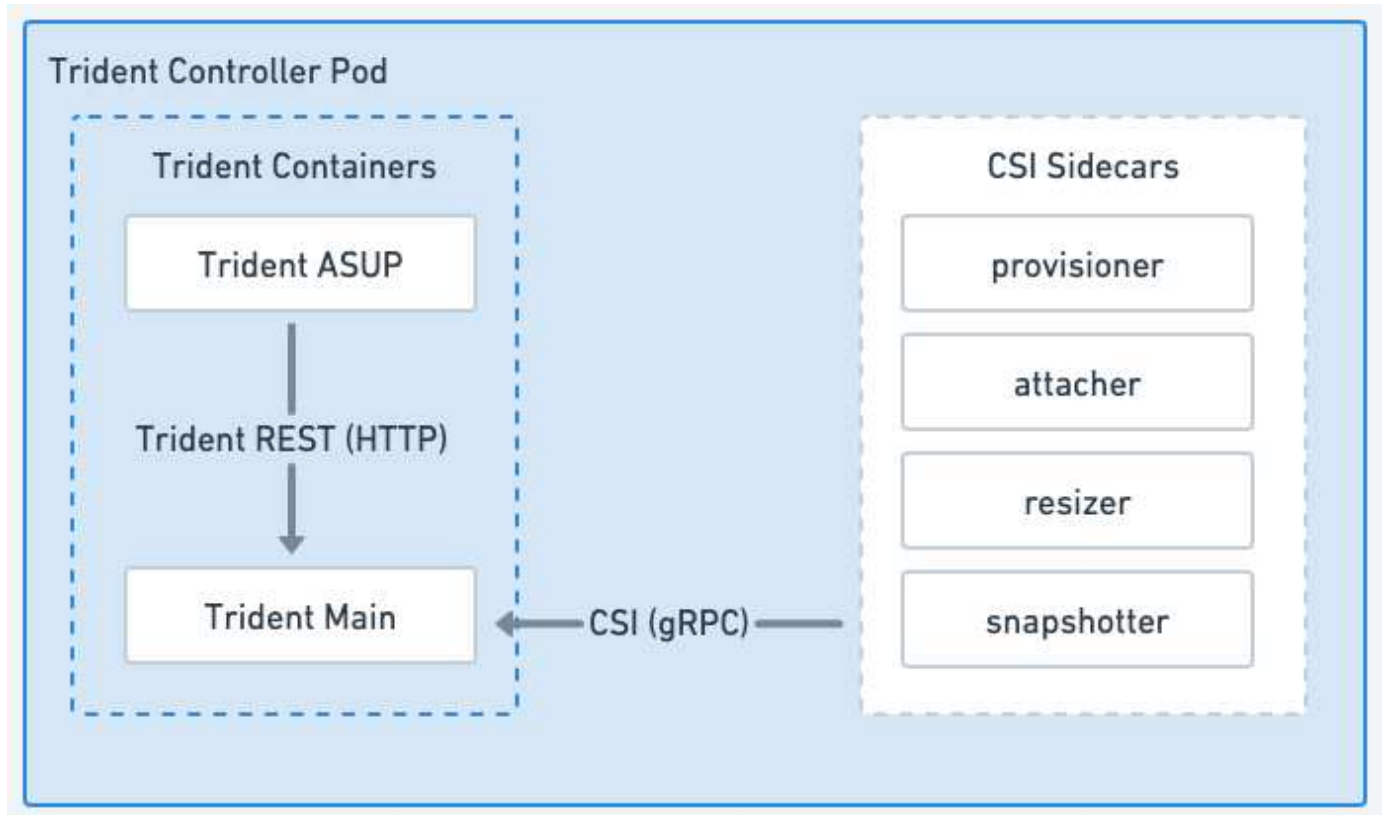 Trident Controller Pod
Trident Containers
Trident ASUP
Trident REST (HTTP)
Trident Main
CSI (gRPC)
CSI Sidecars
provisioner
attacher
resizer
snapshotter